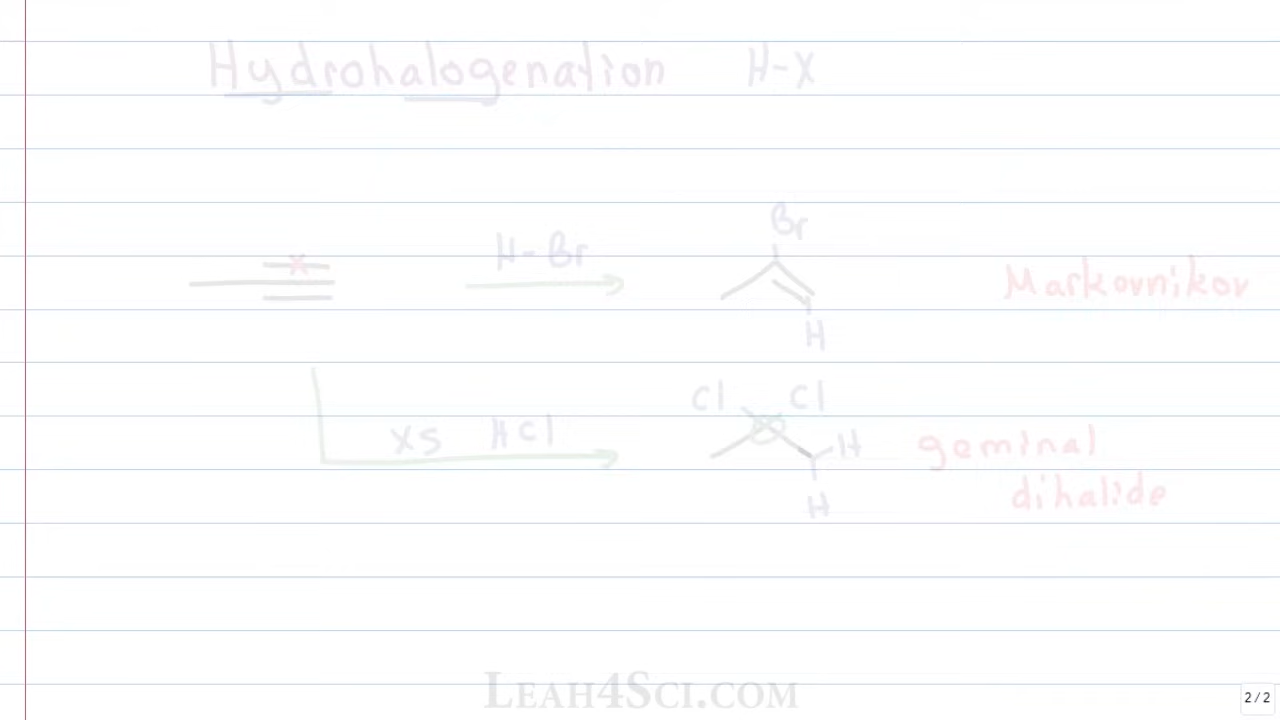 Hydrohalogenation H-X
Br
H-Br
Markovnikov
H
Cl Cl
XS HCl
H
geminal
H
dihalide
LEAH4SCI.COM
2/2